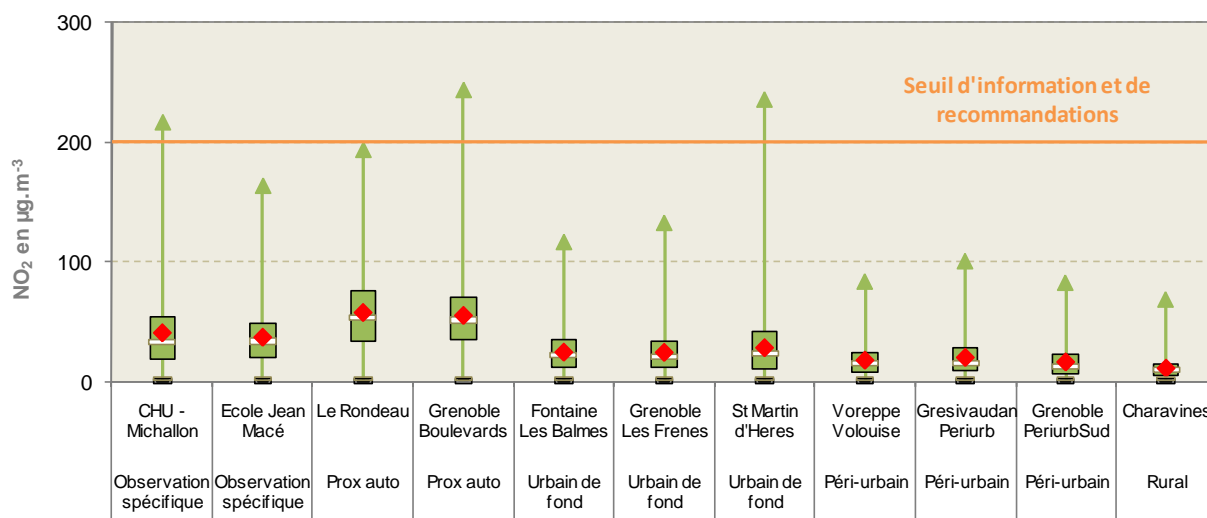 300
200
100
0
NO₂ en µg.m⁻³
Seuil d'information et de
recommandations
CHU -
Michallon
Ecole Jean
Macé
Le Rondeau
Grenoble
Boulevards
Fontaine
Les Balmes
Grenoble
Les Frenes
St Martin
d'Heres
Voreppe
Volouise
Gresivaudan
Periurb
Grenoble
PeriurbSud
Charavines
Observation
spécifique
Observation
spécifique
Prox auto
Prox auto
Urbain de
fond
Urbain de
fond
Urbain de
fond
Péri-urbain
Péri-urbain
Péri-urbain
Rural